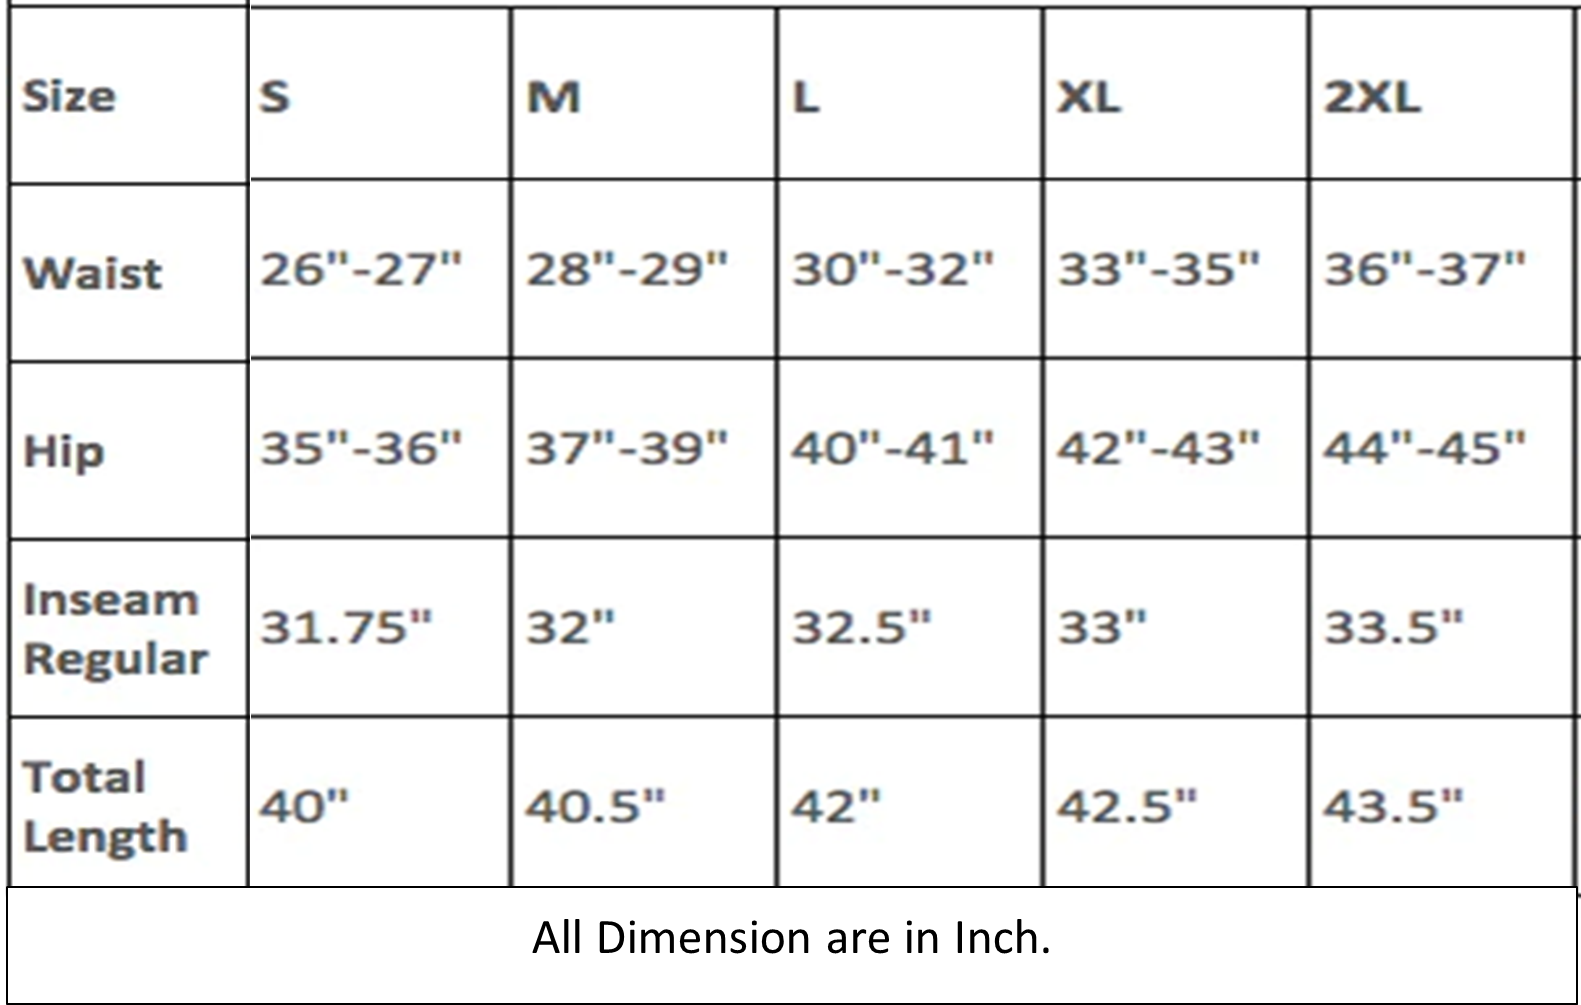 Size S M L XL 2XL
Waist 26"-27" 28"-29" 30"-32" 33"-35" 36"-37"
Hip 35"-36" 37"-39" 40"-41" 42"-43" 44"-45"
Inseam
Regular 31.75" 32" 32.5" 33" 33.5"
Total
Length 40" 40.5" 42" 42.5" 43.5"
All Dimension are in Inch.